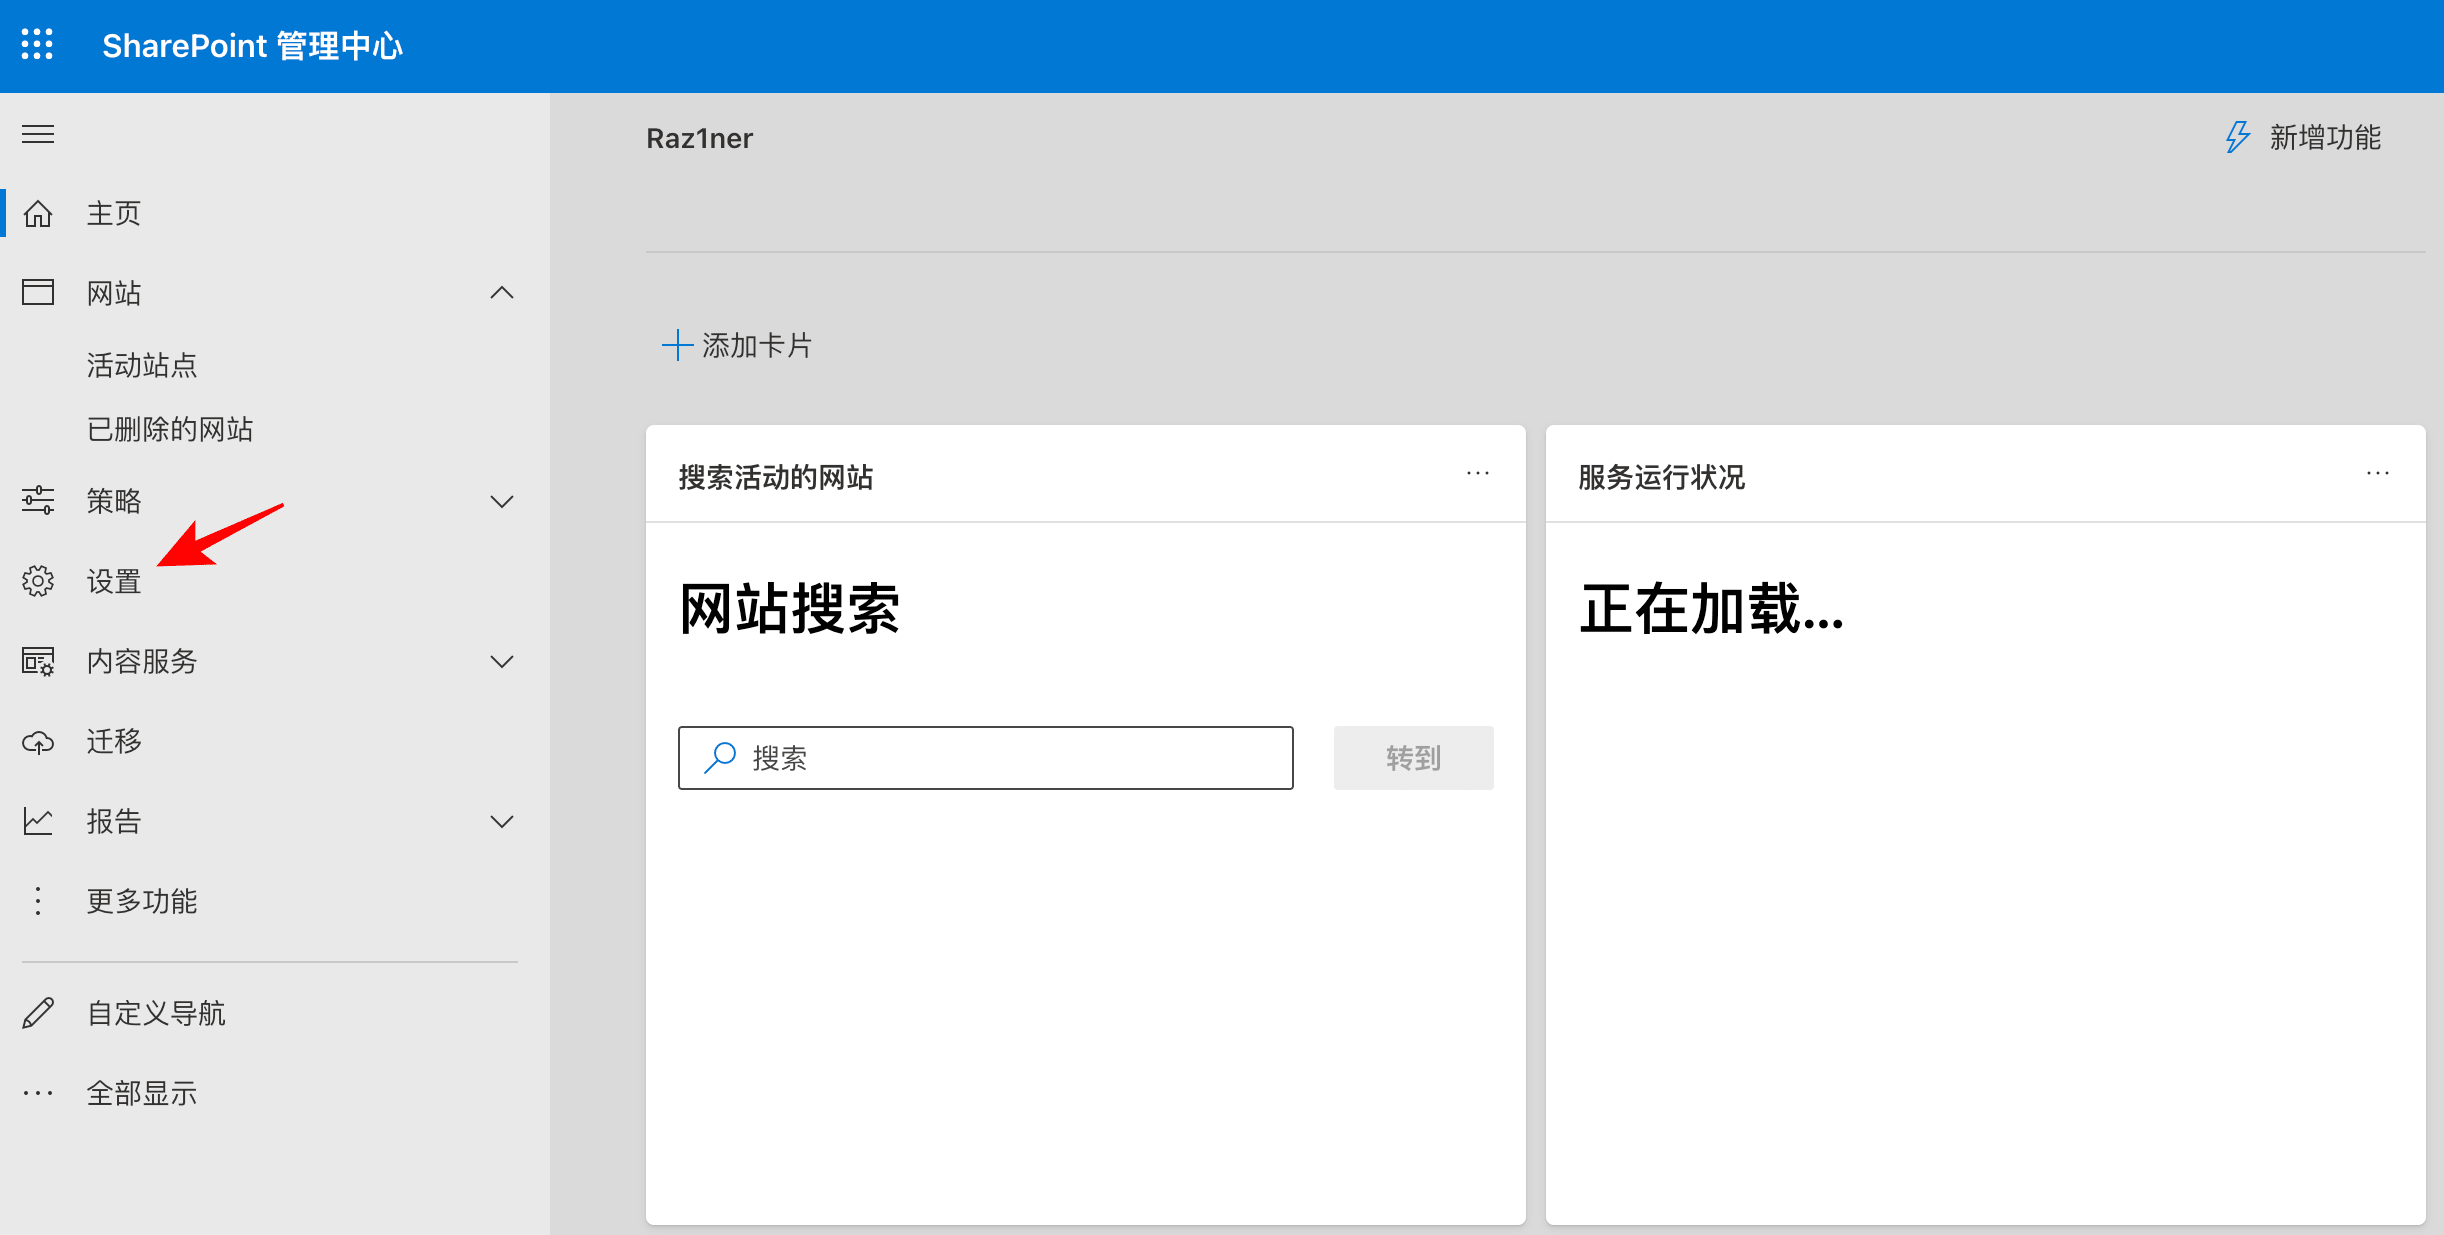 SharePoint 管理中心
主页
网站
活动站点
已删除的网站
策略
设置
内容服务
迁移
报告
更多功能
自定义导航
全部显示
Raz1ner
新增功能
添加卡片
搜索活动的网站
网站搜索
搜索
转到
服务运行状况
正在加载...